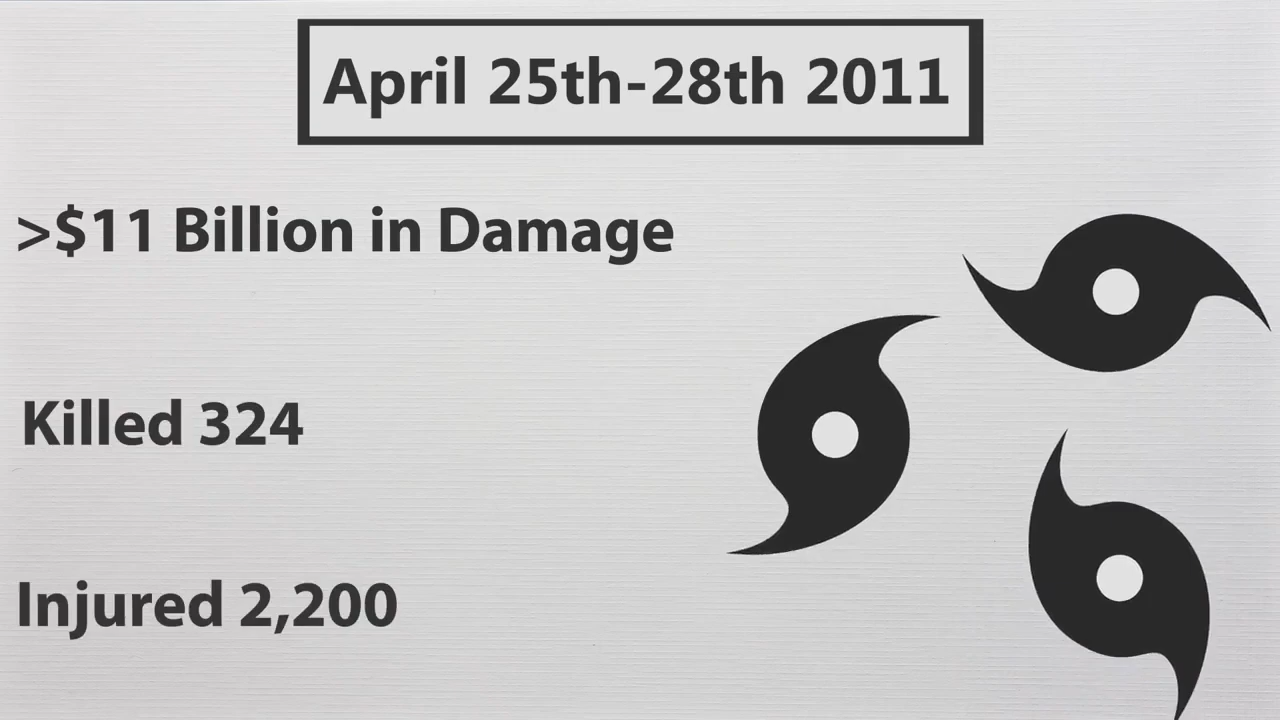 April 25th-28th 2011
>$11 Billion in Damage
Killed 324
Injured 2,200